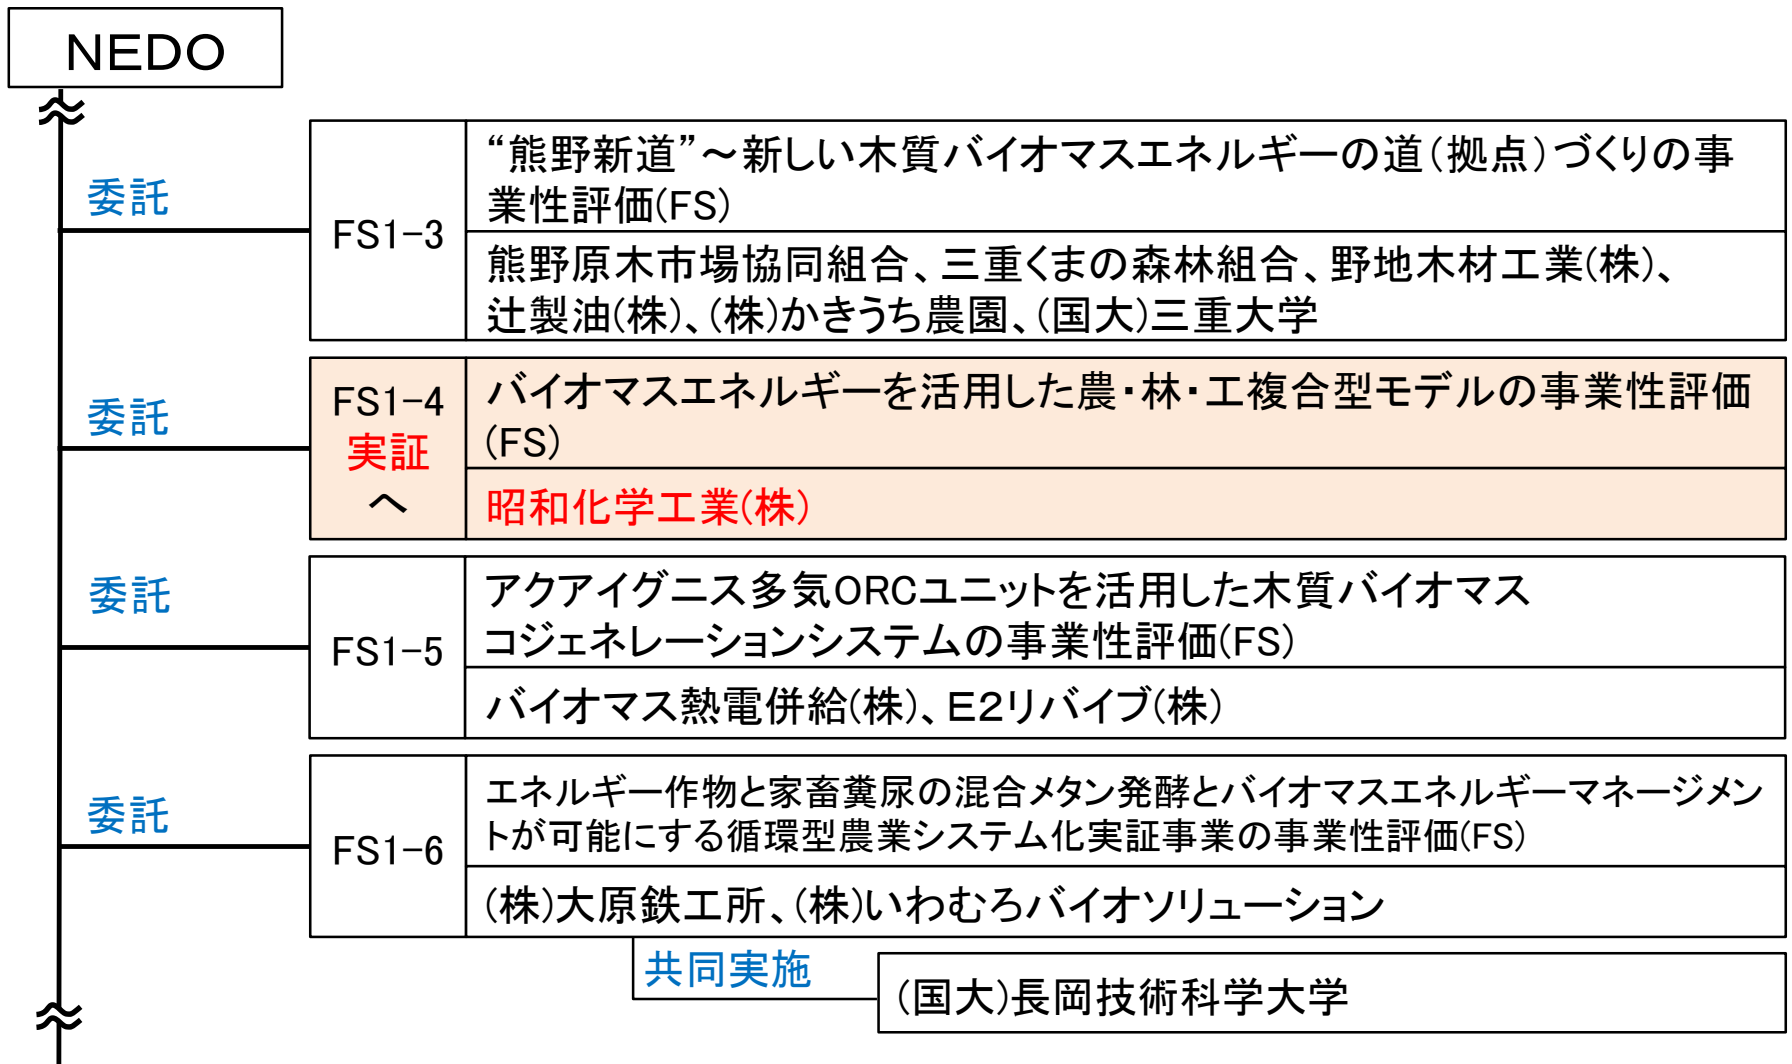 NEDO
委託
FS1-3
“熊野新道”～新しい木質バイオマスエネルギーの道（拠点）づくりの事
業性評価(FS)
熊野原木市場協同組合、三重くまの森林組合、野地木材工業(株)、
辻製油(株)、(株)かきうち農園、(国大)三重大学
委託
FS1-4
実証
へ
バイオマスエネルギーを活用した農・林・工複合型モデルの事業性評価
(FS)
昭和化学工業(株)
委託
FS1-5
アクアイグニス多気ORCユニットを活用した木質バイオマス
コジェネレーションシステムの事業性評価(FS)
バイオマス熱電併給(株)、E2リバイブ(株)
委託
FS1-6
エネルギー作物と家畜糞尿の混合メタン発酵とバイオマスエネルギーマネージメン
トが可能にする循環型農業システム化実証事業の事業性評価(FS)
(株)大原鉄工所、(株)いわむろバイオソリューション
共同実施
(国大)長岡技術科学大学